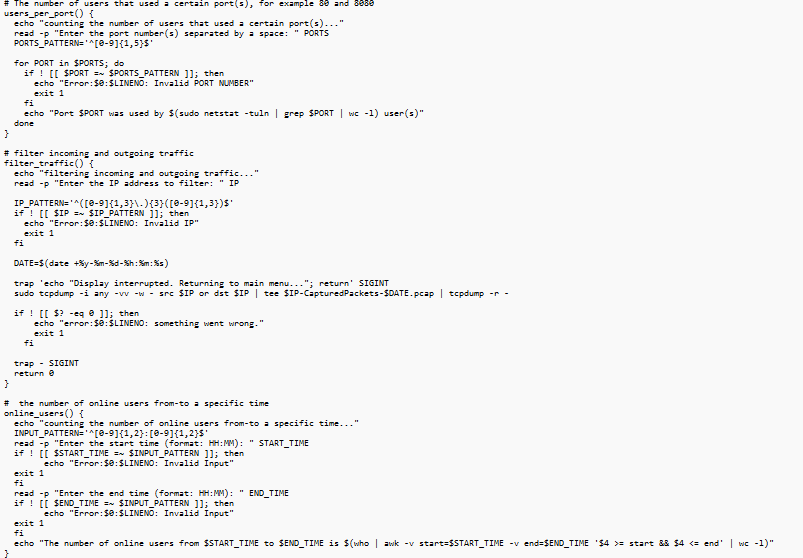 # The number of users that used a certain port(s), for example 80 and 8080
users_per_port() {
  echo "counting the number of users that used a certain port(s)..."
  read -p "Enter the port number(s) separated by a space: " PORTS
  PORTS_PATTERN='^[0-9]{1,5}$'

  for PORT in $PORTS; do
    if ! [[ $PORT =~ $PORTS_PATTERN ]]; then
      echo "Error:$0:$LINENO: Invalid PORT NUMBER"
      exit 1
    fi
    echo "Port $PORT was used by $(sudo netstat -tuln | grep $PORT | wc -l) user(s)"
  done
}

# filter incoming and outgoing traffic
filter_traffic() {
  echo "filtering incoming and outgoing traffic..."
  read -p "Enter the IP address to filter: " IP

  IP_PATTERN='^([0-9]{1,3}\.){3}([0-9]{1,3})$'
  if ! [[ $IP =~ $IP_PATTERN ]]; then
    echo "Error:$0:$LINENO: Invalid IP"
    exit 1
  fi

  DATE=$(date +%y-%m-%d-%h:%m:%s)

  trap 'echo "Display interrupted. Returning to main menu..."; return' SIGINT
  sudo tcpdump -i any -vv -w - src $IP or dst $IP | tee $IP-CapturedPackets-$DATE.pcap | tcpdump -r -

  if ! [[ $? -eq 0 ]]; then
      echo "error:$0:$LINENO: something went wrong."
      exit 1
    fi

  trap - SIGINT
  return 0
}

#  the number of online users from-to a specific time
online_users() {
  echo "counting the number of online users from-to a specific time..."
  INPUT_PATTERN='^[0-9]{1,2}:[0-9]{1,2}$'
  read -p "Enter the start time (format: HH:MM): " START_TIME
  if ! [[ $START_TIME =~ $INPUT_PATTERN ]]; then
        echo "Error:$0:$LINENO: Invalid Input"
  exit 1
  fi
  read -p "Enter the end time (format: HH:MM): " END_TIME
  if ! [[ $END_TIME =~ $INPUT_PATTERN ]]; then
        echo "Error:$0:$LINENO: Invalid Input"
  exit 1
  fi
  echo "The number of online users from $START_TIME to $END_TIME is $(who | awk -v start=$START_TIME -v end=$END_TIME '$4 >= start && $4 <= end' | wc -l)"
}